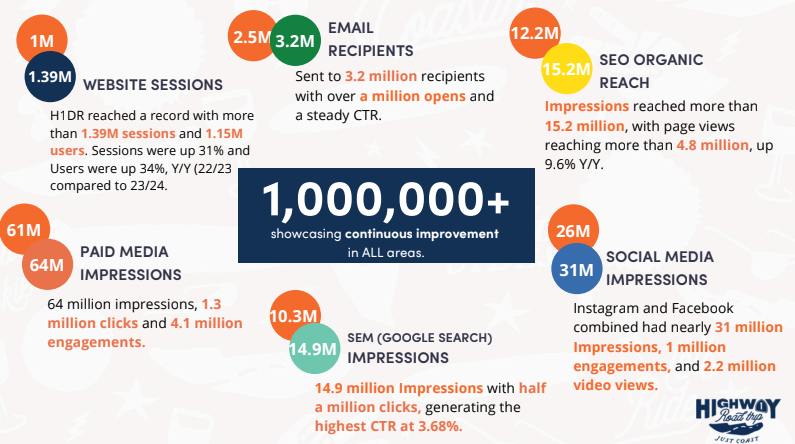 1M
1.39M
WEBSITE SESSIONS
H1DR reached a record with more
than 1.39M sessions and 1.15M
users. Sessions were up 31% and
Users were up 34%, Y/Y (22/23
compared to 23/24.
2.5M
3.2M
EMAIL
RECIPIENTS
Sent to 3.2 million recipients
with over a million opens and
a steady CTR.
12.2M
15.2M
SEO ORGANIC
REACH
Impressions reached more than
15.2 million, with page views
reaching more than 4.8 million, up
9.6% Y/Y.
1,000,000+
showcasing continuous improvement
in ALL areas.
61M
64M
PAID MEDIA
IMPRESSIONS
64 million impressions, 1.3
million clicks and 4.1 million
engagements.
10.3M
14.9M
SEM (GOOGLE SEARCH)
IMPRESSIONS
14.9 million Impressions with half
a million clicks, generating the
highest CTR at 3.68%.
26M
31M
SOCIAL MEDIA
IMPRESSIONS
Instagram and Facebook
combined had nearly 31 million
Impressions, 1 million
engagements, and 2.2 million
video views.
HIGHWAY
Road trip
JUST COAST